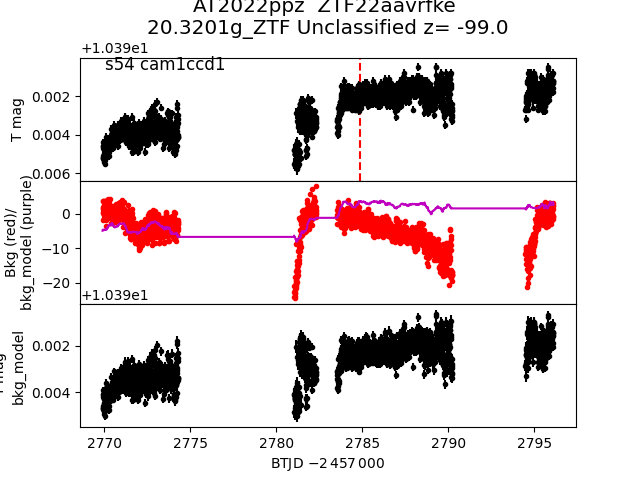 AT2022ppz ZTF22aavrfke
20.3201g_ZTF Unclassified z= -99.0
+1.039e1
s54 cam1ccd1
T mag
0.002
0.004
0.006
Bkg (red)/
bkg_model (purple)
0
−10
−20
+1.039e1
bkg_model
0.002
0.004
2770 2775 2780 2785 2790 2795
BTJD −2 457 000